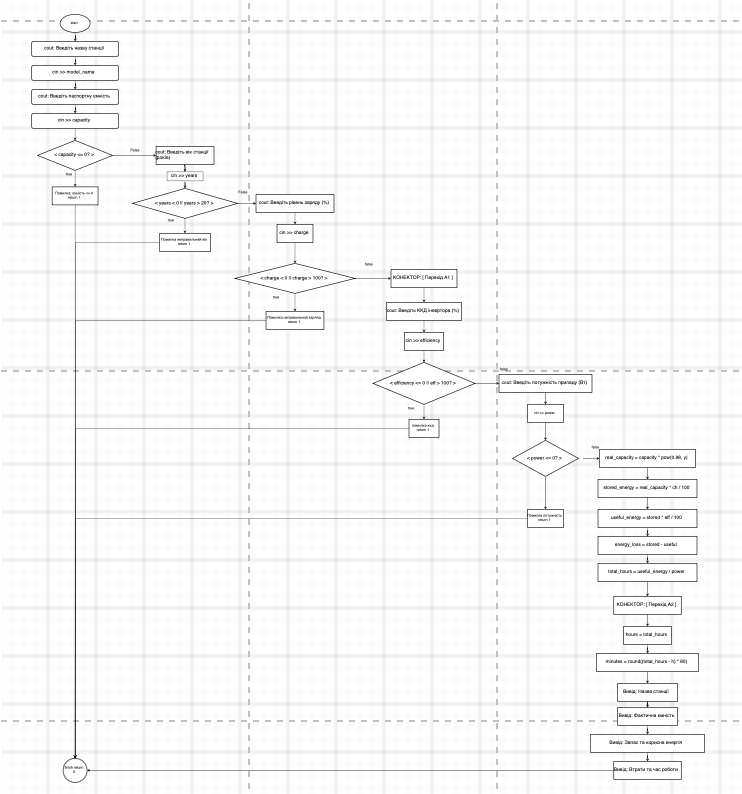 start
cout: Введіть назву станції
cin >> model_name
cout: Введіть паспортну ємність
cin >> capacity
< capacity <= 0? >
False
true
Помилка: ємність <= 0
return 1
cout: Введіть вік станції
(років)
cin >> years
< years < 0 || years > 20? >
False
true
Помилка неправильний вік
return 1
cout: Введіть рівень заряду (%)
cin >> charge
< charge < 0 || charge > 100? >
false
true
Помилка неправильний заряд
return 1
КОНЕКТОР: [ Перехід А1 ]
cout: Введіть ККД інвертора (%)
cin >> efficiency
< efficiency <= 0 || eff > 100? >
false
true
помилка ккд
return 1
cout: Введіть потужність приладу (Вт)
cin >> power
< power <= 0? >
false
Помилка потужність
return 1
real_capacity = capacity * pow(0.98, y)
stored_energy = real_capacity * ch / 100
useful_energy = stored * eff / 100
energy_loss = stored - useful
total_hours = useful_energy / power
КОНЕКТОР: [ Перехід А2 ]
hours = total_hours
minutes = round((total_hours - h) * 60)
Вивід: Назва станції
Вивід: Фактична ємність
Вивід: Запас та корисна енергія
Вивід: Втрати та час роботи
finish return
0